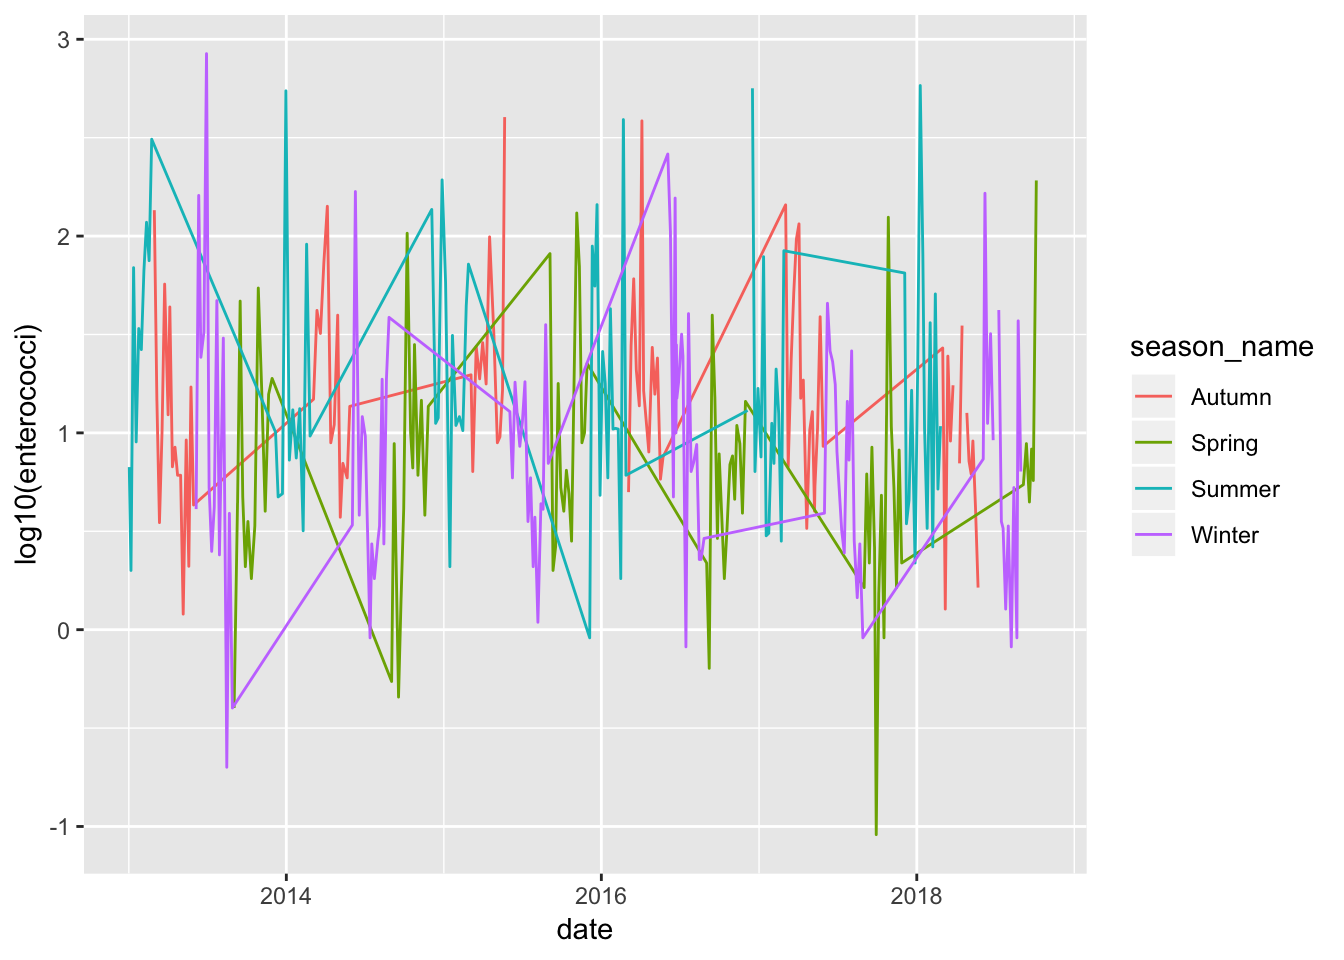 3
2
1
0
-1
log10(enterococci)
2014
2016
2018
date
season_name
Autumn
Spring
Summer
Winter